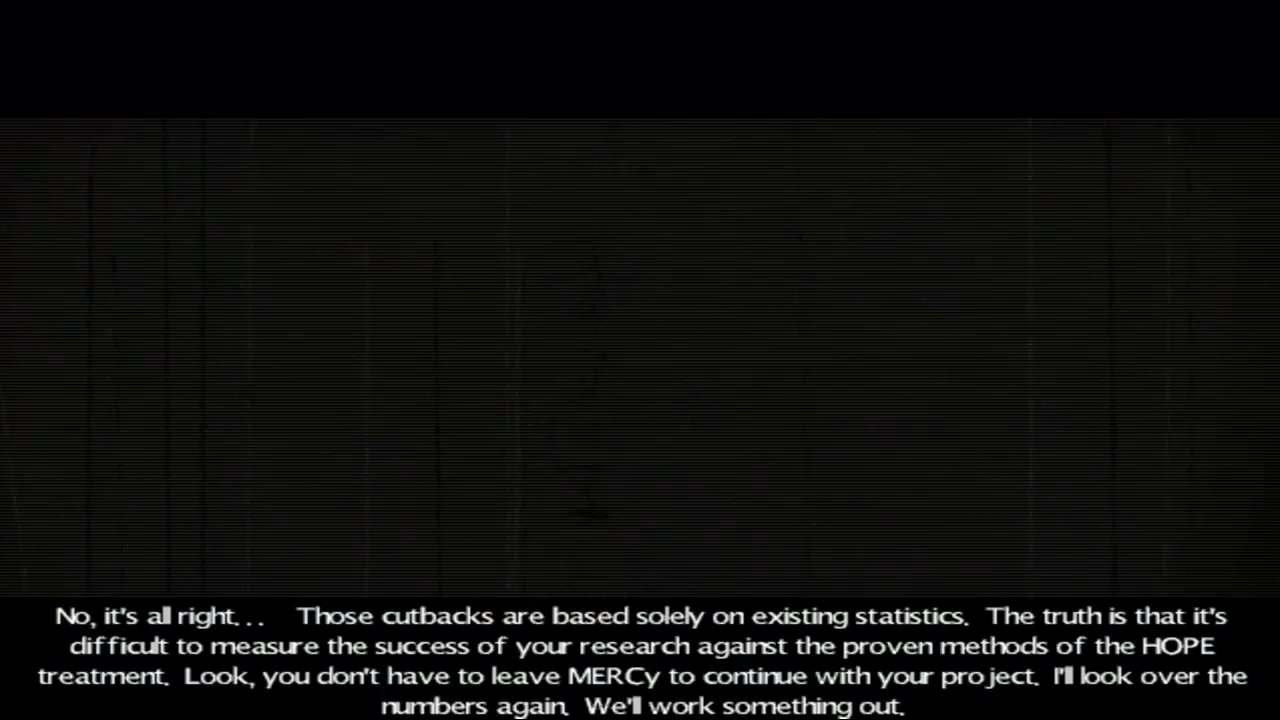 No, it's all right... Those cutbacks are based solely on existing statistics. The truth is that it's
difficult to measure the success of your research against the proven methods of the HOPE
treatment. Look, you don't have to leave MERCy to continue with your project. I'll look over the
numbers again. We'll work something out.